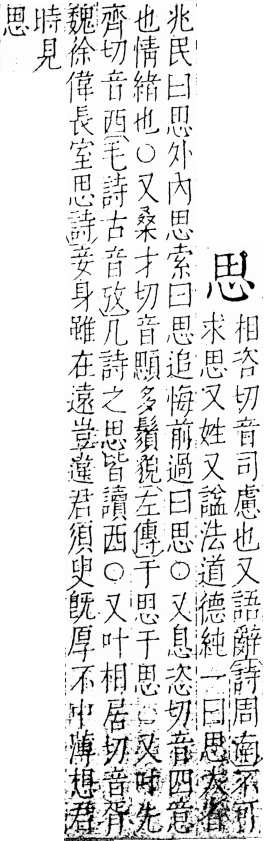 思
相咨切音司慮也又語辭詩周南不可
求思又姓又諡法道德純一曰思大省
兆民曰思外內思索曰思追悔前過曰思○又息恣切音四意
也情緒也○又桑才切音顋多鬚貌左傳于思于思○又叶先
齊切音西毛詩古音攷凡詩之思皆讀西○又叶相居切音胥
魏徐偉長室思詩妾身雖在遠豈違君須臾旣厚不中薄想君
時見
思